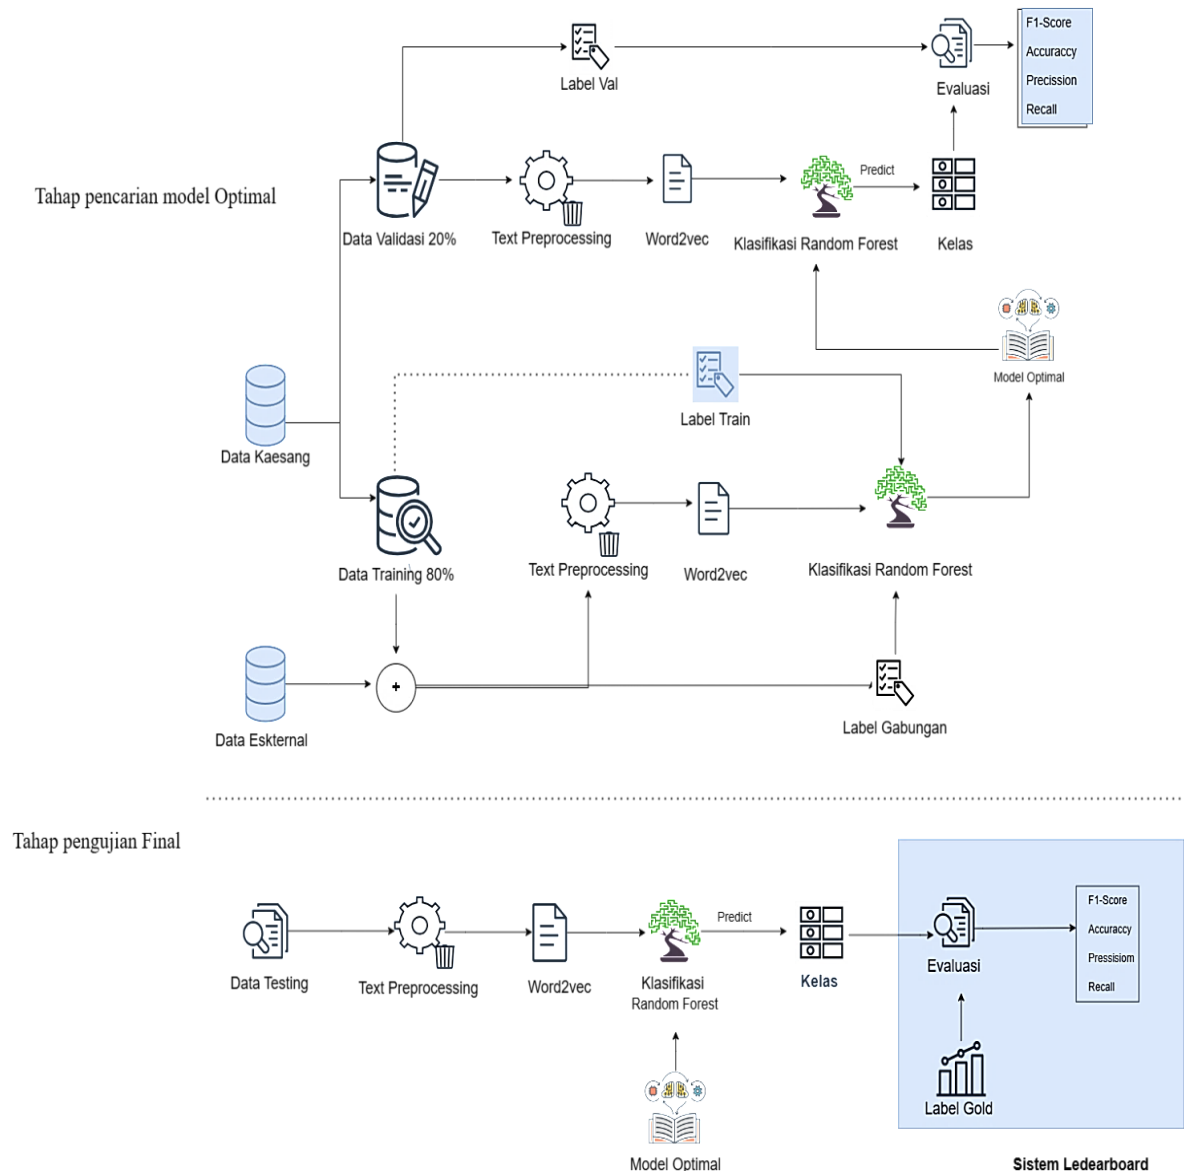 F1-Score
Accuraccy
Precission
Recall
Label Val
Evaluasi
Tahap pencarian model Optimal
Predict
Data Validasi 20%
Text Preprocessing
Word2vec
Klasifikasi Random Forest
Kelas
Model Optimal
Label Train
Data Kaesang
Data Training 80%
Text Preprocessing
Word2vec
Klasifikasi Random Forest
+
Data Eskternal
Label Gabungan
Tahap pengujian Final
Predict
F1-Score
Accuraccy
Pressisiom
Recall
Data Testing
Text Preprocessing
Word2vec
Klasifikasi
Random Forest
Kelas
Evaluasi
Label Gold
Model Optimal
Sistem Ledearboard